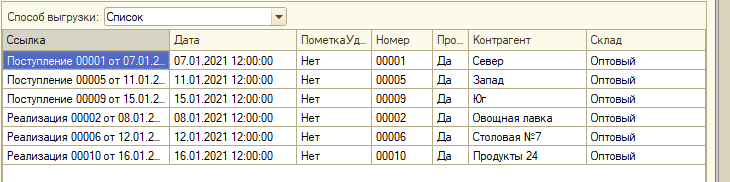 Способ выгрузки: Список
Ссылка Дата ПометкаУд... Номер Про... Контрагент Склад
Поступление 00001 от 07.01.2... 07.01.2021 12:00:00 Нет 00001 Да Север Оптовый
Поступление 00005 от 11.01.2... 11.01.2021 12:00:00 Нет 00005 Да Запад Оптовый
Поступление 00009 от 15.01.2... 15.01.2021 12:00:00 Нет 00009 Да Юг Оптовый
Реализация 00002 от 08.01.2... 08.01.2021 12:00:00 Нет 00002 Да Овощная лавка Оптовый
Реализация 00006 от 12.01.2... 12.01.2021 12:00:00 Нет 00006 Да Столовая №7 Оптовый
Реализация 00010 от 16.01.2... 16.01.2021 12:00:00 Нет 00010 Да Продукты 24 Оптовый